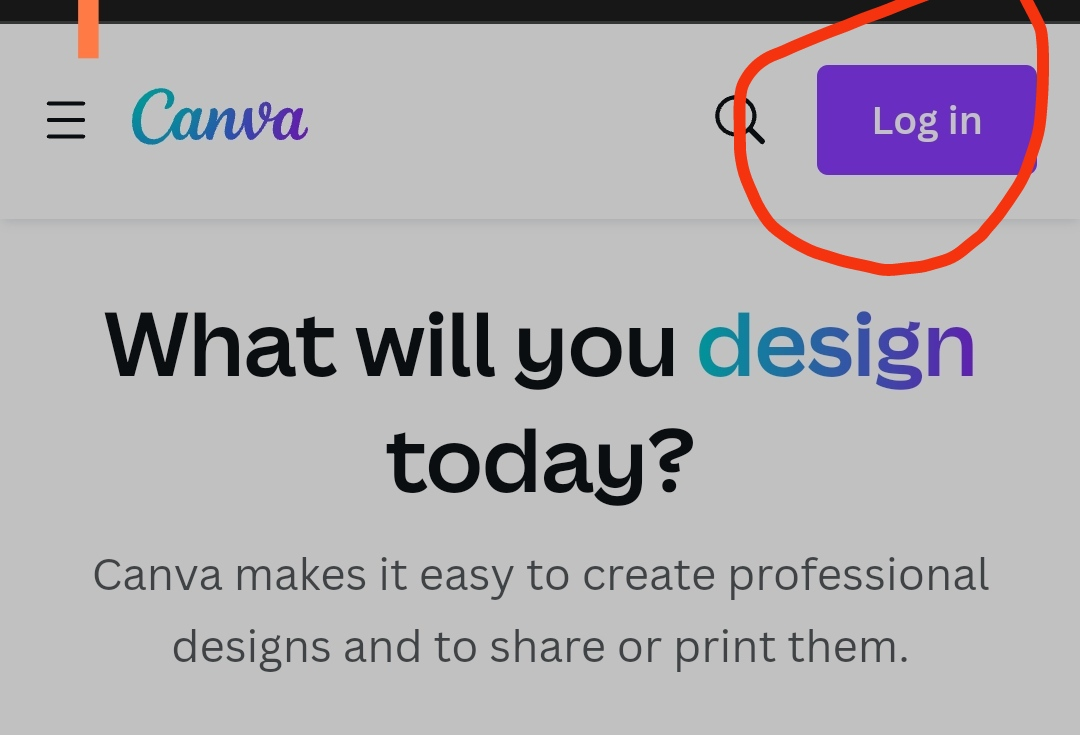 Canva
Log in
What will you design
today?
Canva makes it easy to create professional
designs and to share or print them.